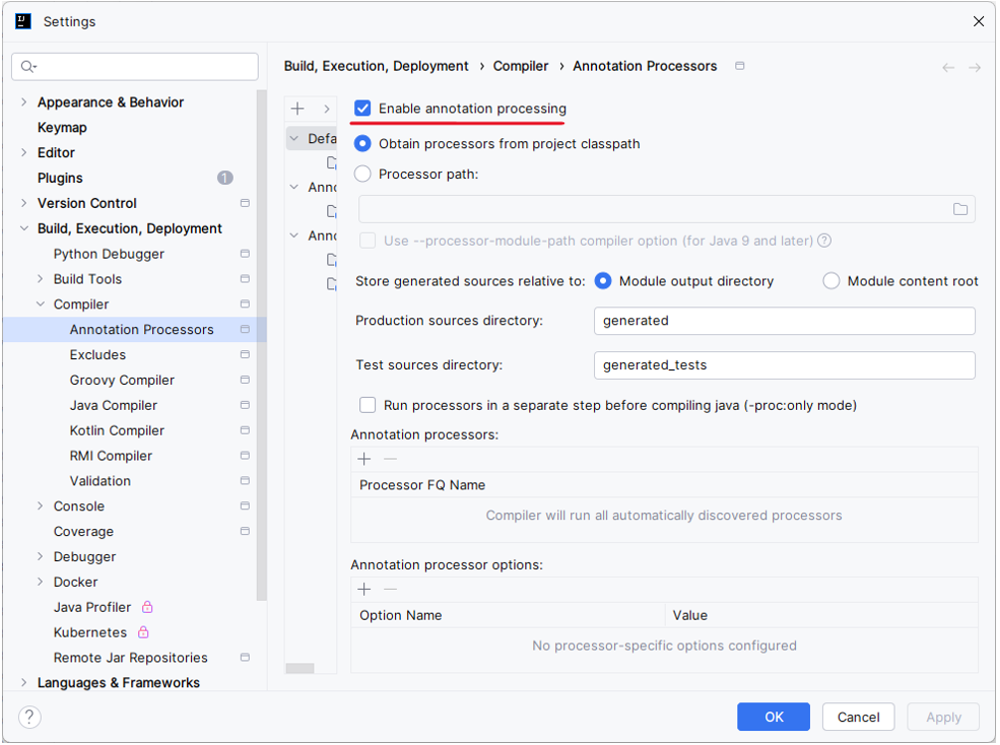 Settings
Appearance & Behavior
Keymap
Editor
Plugins 1
Version Control
Build, Execution, Deployment
Python Debugger
Build Tools
Compiler
Annotation Processors
Excludes
Groovy Compiler
Java Compiler
Kotlin Compiler
RMI Compiler
Validation
Console
Coverage
Debugger
Docker
Java Profiler
Kubernetes
Remote Jar Repositories
Languages & Frameworks
Build, Execution, Deployment › Compiler › Annotation Processors
Defa
Anno
Anno
Enable annotation processing
Obtain processors from project classpath
Processor path:
Use --processor-module-path compiler option (for Java 9 and later) ?
Store generated sources relative to: Module output directory Module content root
Production sources directory: generated
Test sources directory: generated_tests
Run processors in a separate step before compiling java (-proc:only mode)
Annotation processors:
Processor FQ Name
Compiler will run all automatically discovered processors
Annotation processor options:
Option Name Value
No processor-specific options configured
? OK Cancel Apply